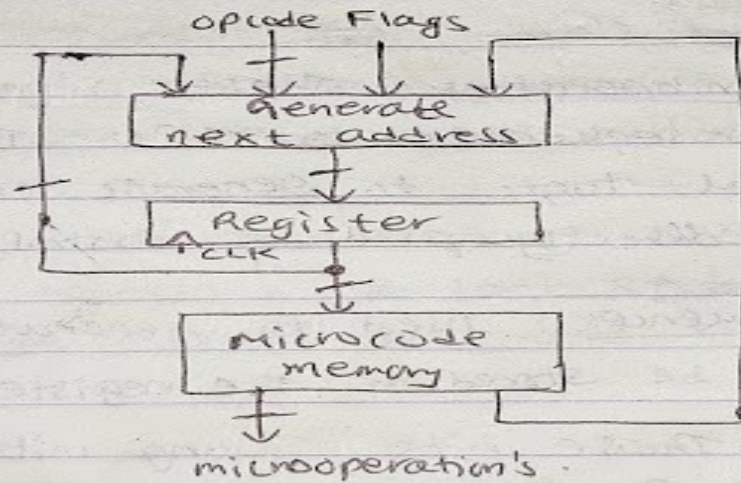 opcode Flags
Generate
next address
Register
CLK
Microcode
memory
microoperation's.